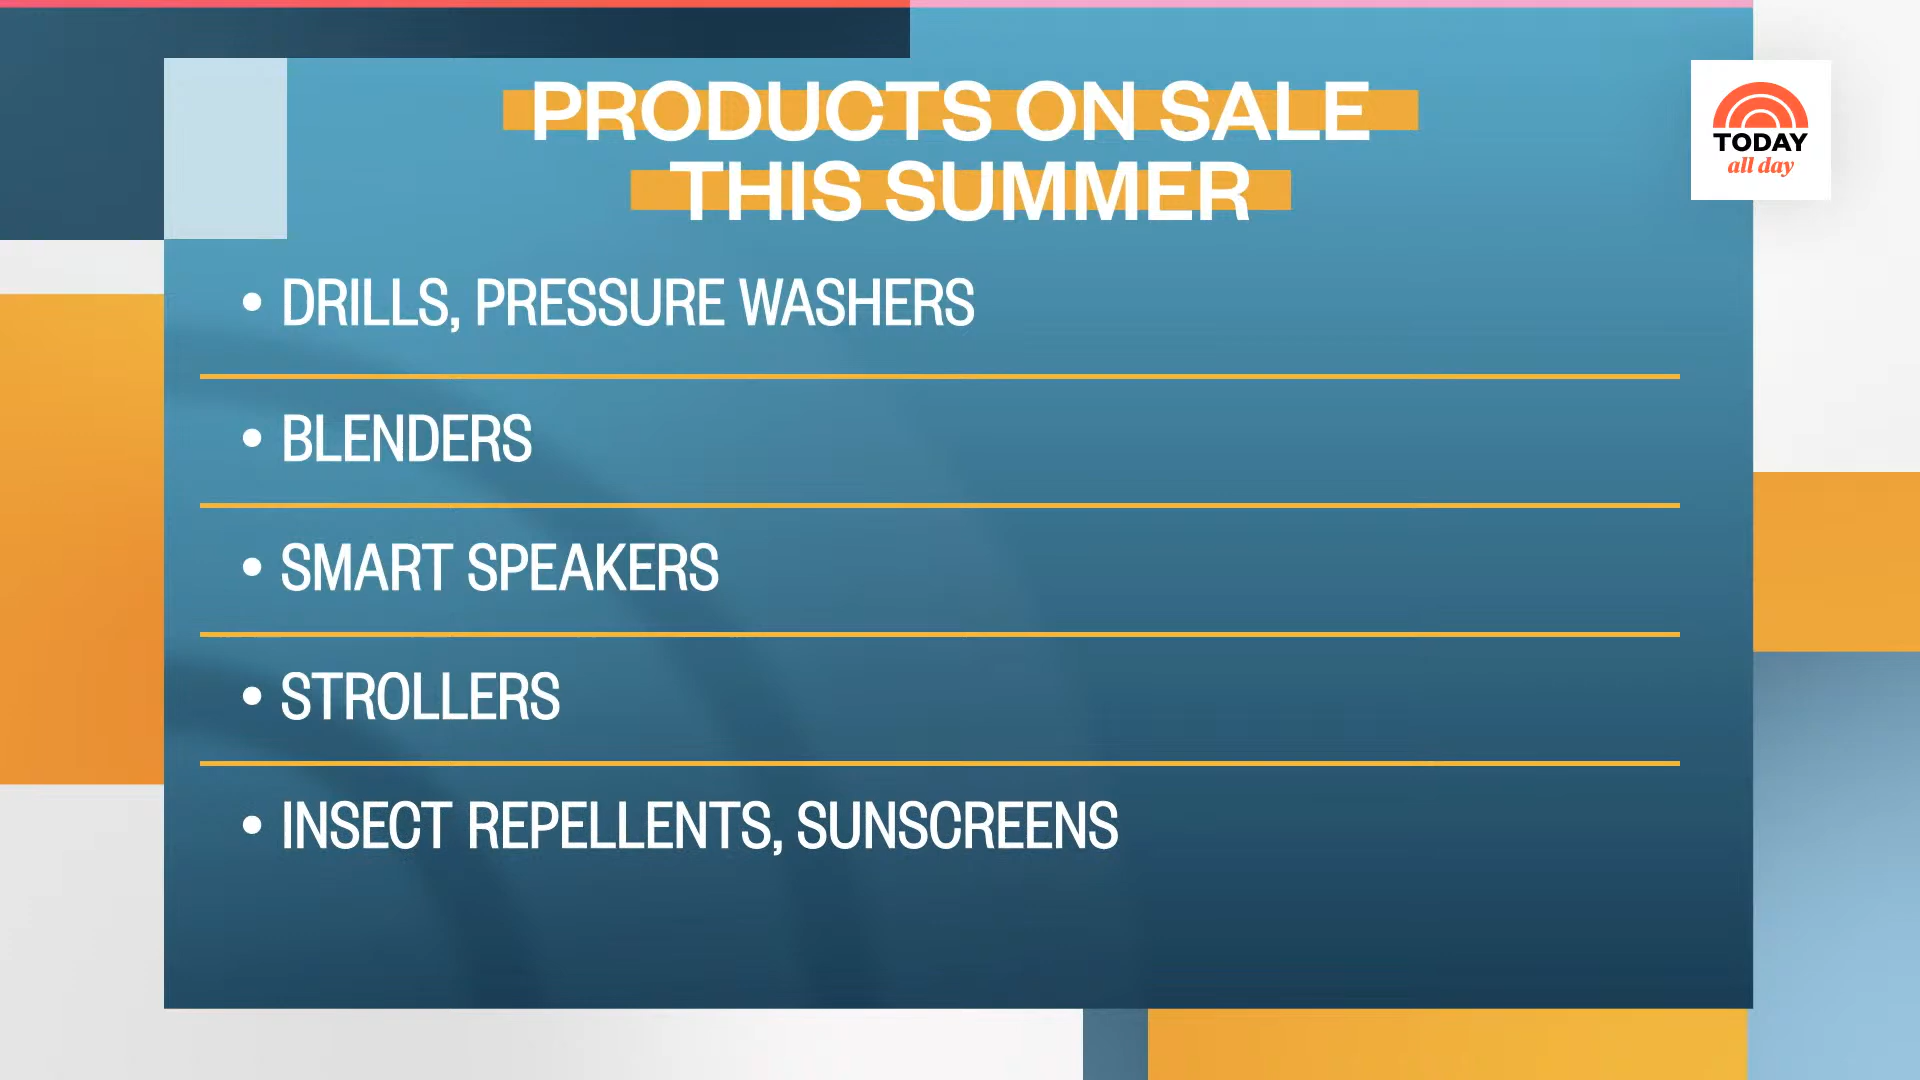 PRODUCTS ON SALE
THIS SUMMER
TODAY
all day
• DRILLS, PRESSURE WASHERS
• BLENDERS
• SMART SPEAKERS
• STROLLERS
• INSECT REPELLENTS, SUNSCREENS